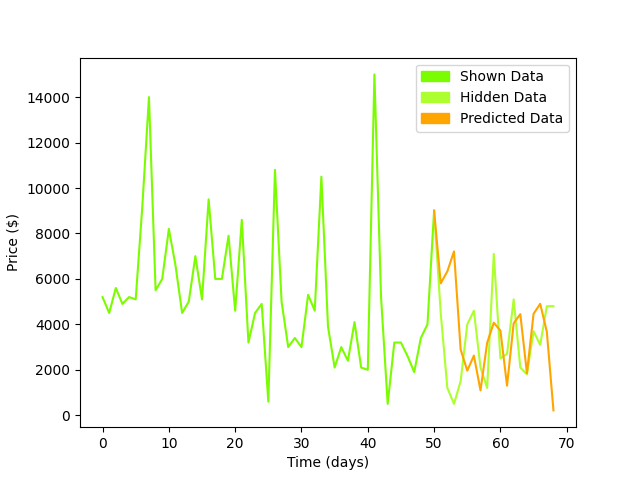 Shown Data
Hidden Data
Predicted Data
Price ($)
14000
12000
10000
8000
6000
4000
2000
0
0 10 20 30 40 50 60 70
Time (days)